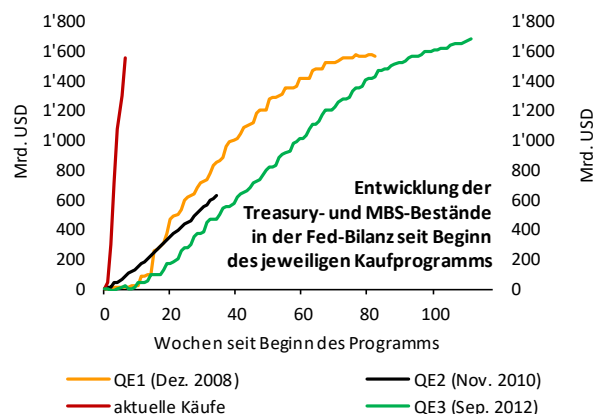 1'800
1'600
1'400
1'200
1'000
800
600
400
200
0
Mrd. USD
1'800
1'600
1'400
1'200
1'000
800
600
400
200
0
Mrd. USD
Entwicklung der
Treasury- und MBS-Bestände
in der Fed-Bilanz seit Beginn
des jeweiligen Kaufprogramms
0 20 40 60 80 100
Wochen seit Beginn des Programms
QE1 (Dez. 2008) QE2 (Nov. 2010)
aktuelle Käufe QE3 (Sep. 2012)